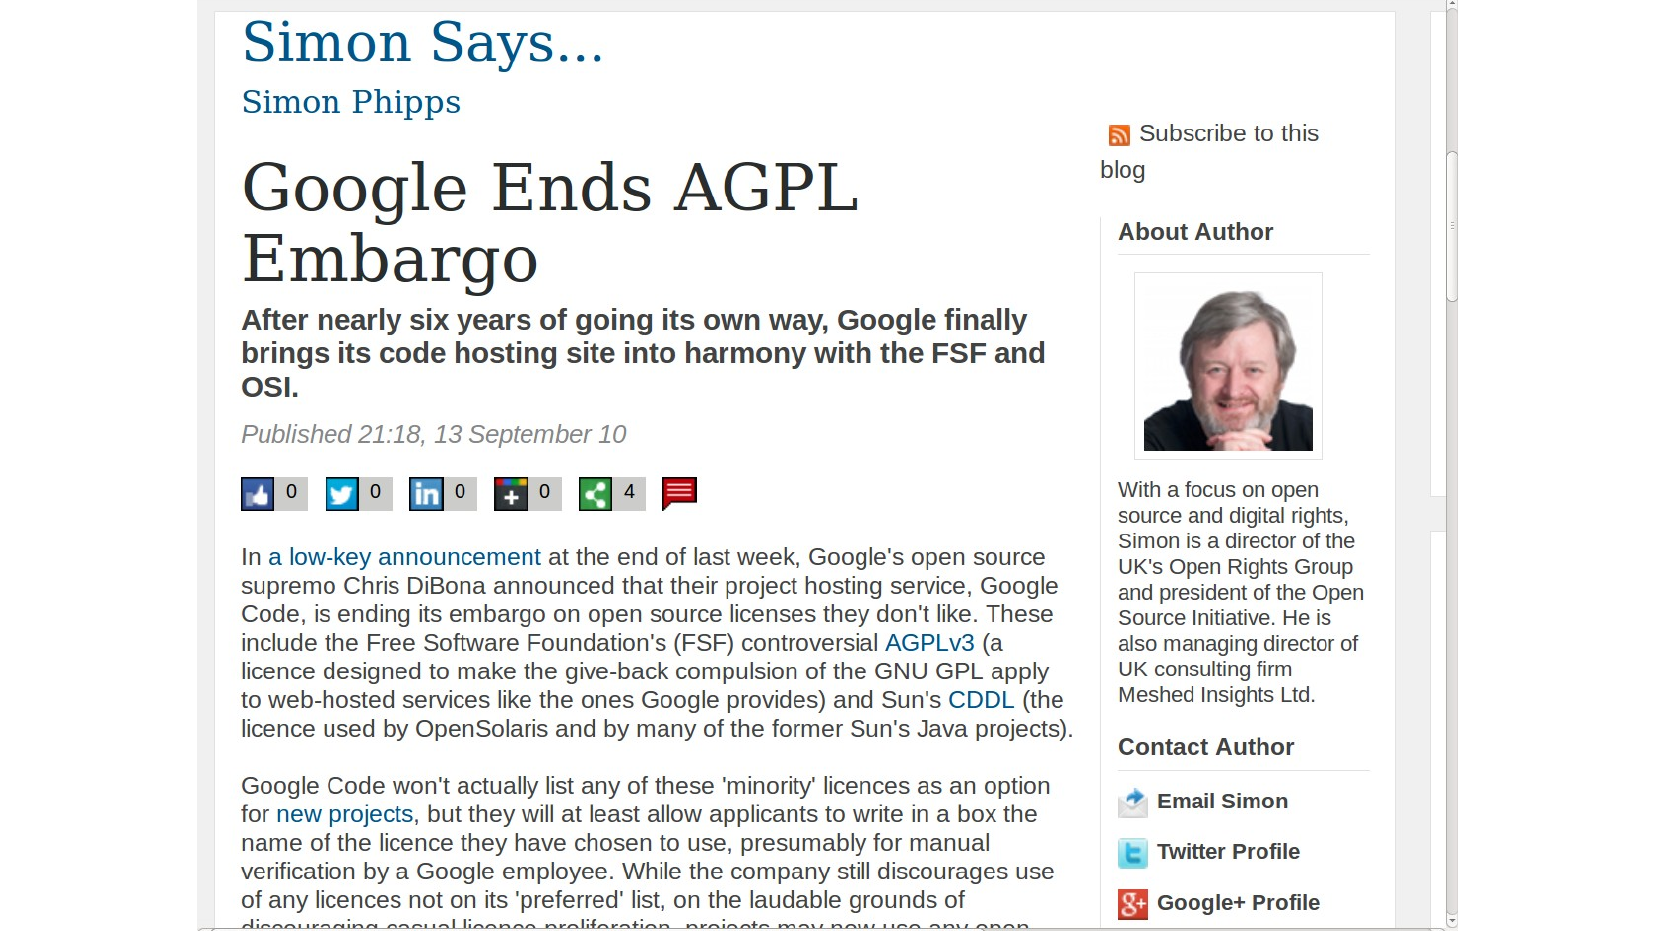 Simon Says...
Simon Phipps
Subscribe to this
blog
Google Ends AGPL
Embargo
After nearly six years of going its own way, Google finally
brings its code hosting site into harmony with the FSF and
OSI.
Published 21:18, 13 September 10
0 0 0 0 4
In a low-key announcement at the end of last week, Google's open source
supremo Chris DiBona announced that their project hosting service, Google
Code, is ending its embargo on open source licenses they don't like. These
include the Free Software Foundation's (FSF) controversial AGPLv3 (a
licence designed to make the give-back compulsion of the GNU GPL apply
to web-hosted services like the ones Google provides) and Sun's CDDL (the
licence used by OpenSolaris and by many of the former Sun's Java projects).
Google Code won't actually list any of these 'minority' licences as an option
for new projects, but they will at least allow applicants to write in a box the
name of the licence they have chosen to use, presumably for manual
verification by a Google employee. While the company still discourages use
of any licences not on its 'preferred' list, on the laudable grounds of
discouraging casual licence proliferation, projects may now use any open
About Author
With a focus on open
source and digital rights,
Simon is a director of the
UK's Open Rights Group
and president of the Open
Source Initiative. He is
also managing director of
UK consulting firm
Meshed Insights Ltd.
Contact Author
Email Simon
Twitter Profile
Google+ Profile